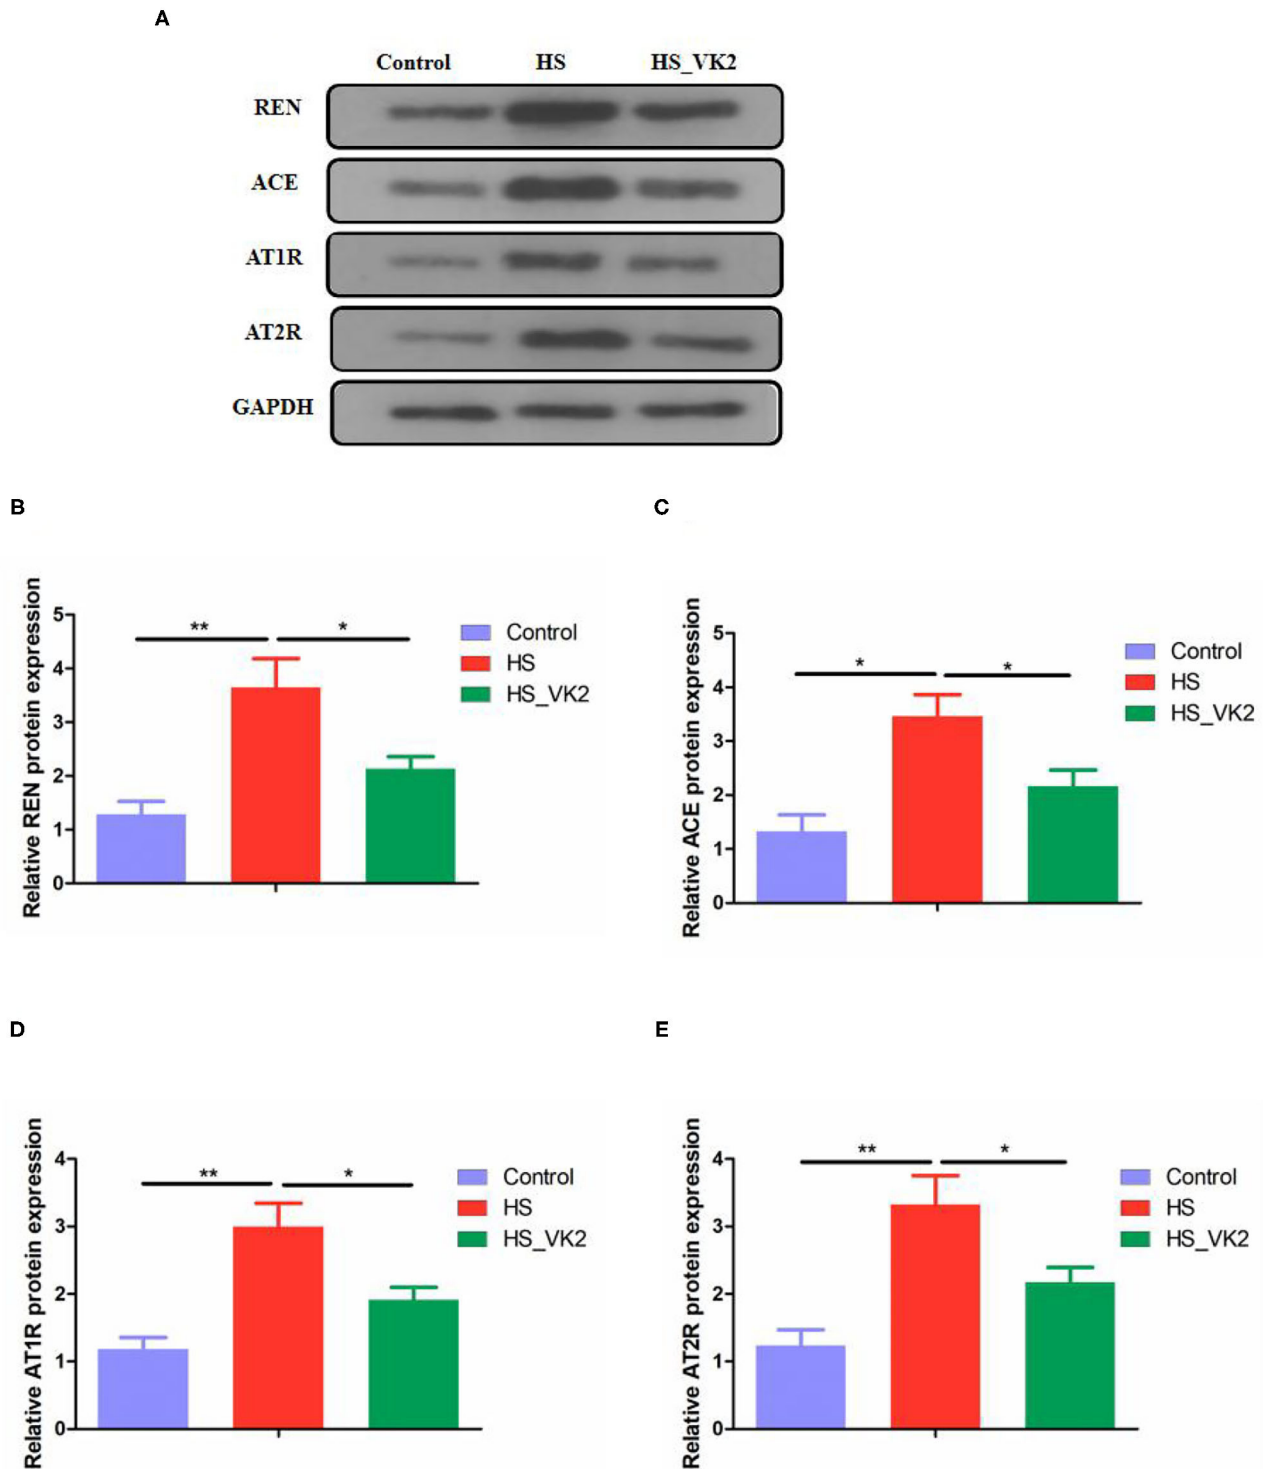 A
Control HS HS_VK2
REN
ACE
AT1R
AT2R
GAPDH
B
Relative REN protein expression
5
4
3
2
1
0
** *
Control
HS
HS_VK2
C
Relative ACE protein expression
5
4
3
2
1
0
* *
Control
HS
HS_VK2
D
Relative AT1R protein expression
4
3
2
1
0
** *
Control
HS
HS_VK2
E
Relative AT2R protein expression
4
3
2
1
0
** *
Control
HS
HS_VK2